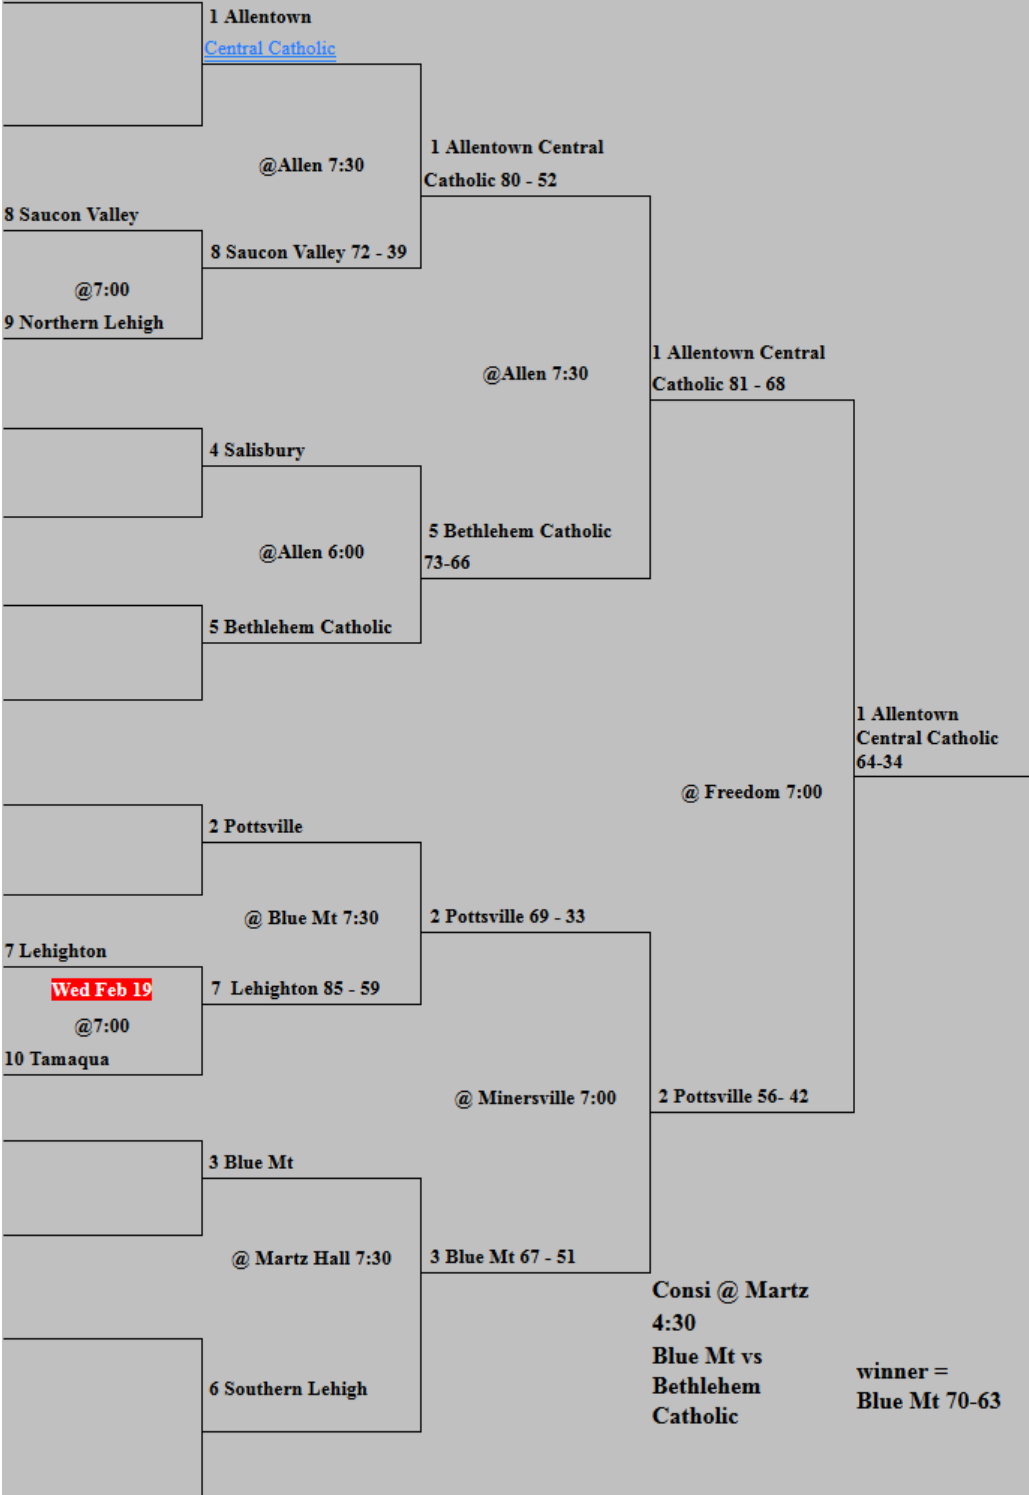 1 Allentown
Central Catholic
@Allen 7:30
1 Allentown Central
Catholic 80 - 52
8 Saucon Valley
8 Saucon Valley 72 - 39
@7:00
9 Northern Lehigh
1 Allentown Central
Catholic 81 - 68
@Allen 7:30
4 Salisbury
@Allen 6:00
5 Bethlehem Catholic
73-66
5 Bethlehem Catholic
1 Allentown
Central Catholic
64-34
@ Freedom 7:00
2 Pottsville
@ Blue Mt 7:30
2 Pottsville 69 - 33
7 Lehighton
Wed Feb 19
7 Lehighton 85 - 59
@7:00
10 Tamaqua
@ Minersville 7:00
2 Pottsville 56- 42
3 Blue Mt
@ Martz Hall 7:30
3 Blue Mt 67 - 51
6 Southern Lehigh
Consi @ Martz
4:30
Blue Mt vs
Bethlehem
Catholic
winner =
Blue Mt 70-63